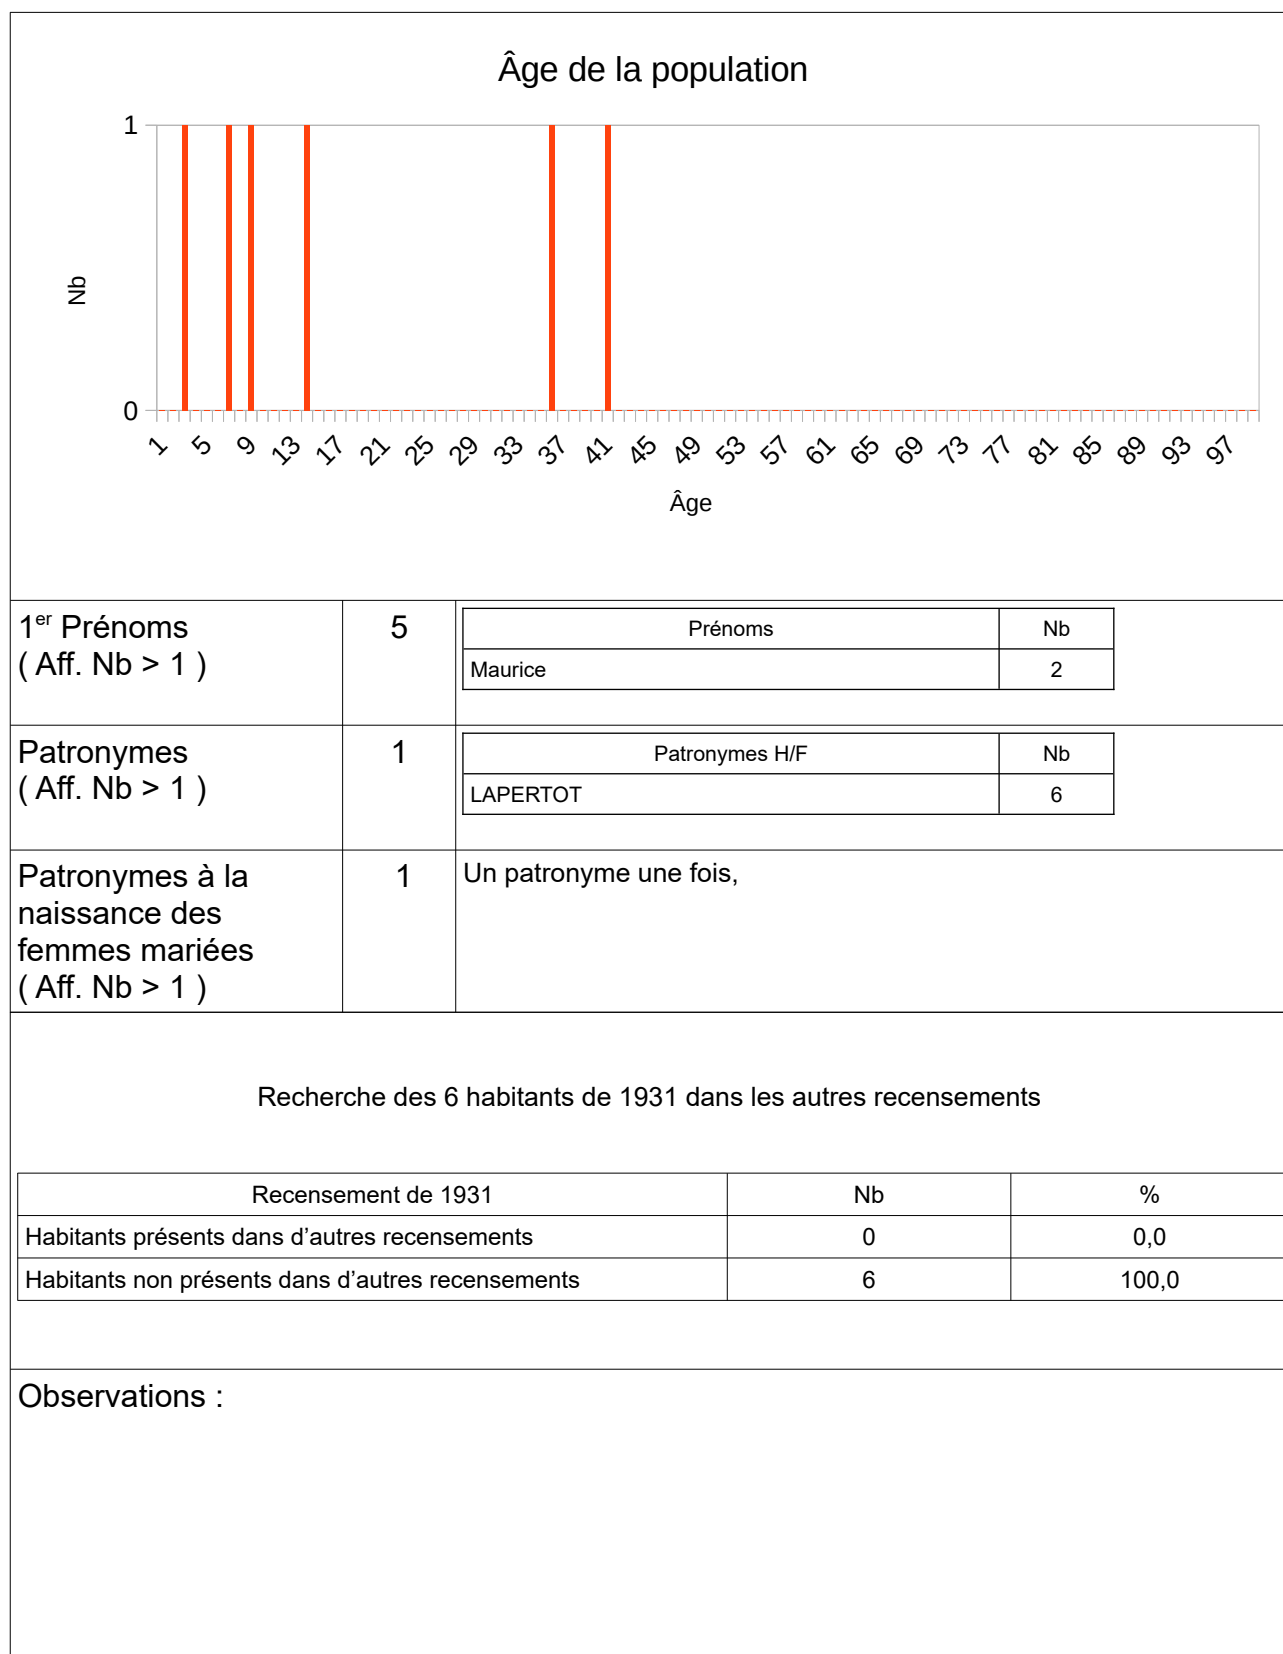 Âge de la population
1
Nb
0
1 5 9 13 17 21 25 29 33 37 41 45 49 53 57 61 65 69 73 77 81 85 89 93 97
Âge
1er Prénoms
( Aff. Nb > 1 )
5
Prénoms Nb
Maurice 2
Patronymes
( Aff. Nb > 1 )
1
Patronymes H/F Nb
LAPERTOT 6
Patronymes à la
naissance des
femmes mariées
( Aff. Nb > 1 )
1
Un patronyme une fois,
Recherche des 6 habitants de 1931 dans les autres recensements
Recensement de 1931 Nb %
Habitants présents dans d’autres recensements 0 0,0
Habitants non présents dans d’autres recensements 6 100,0
Observations :